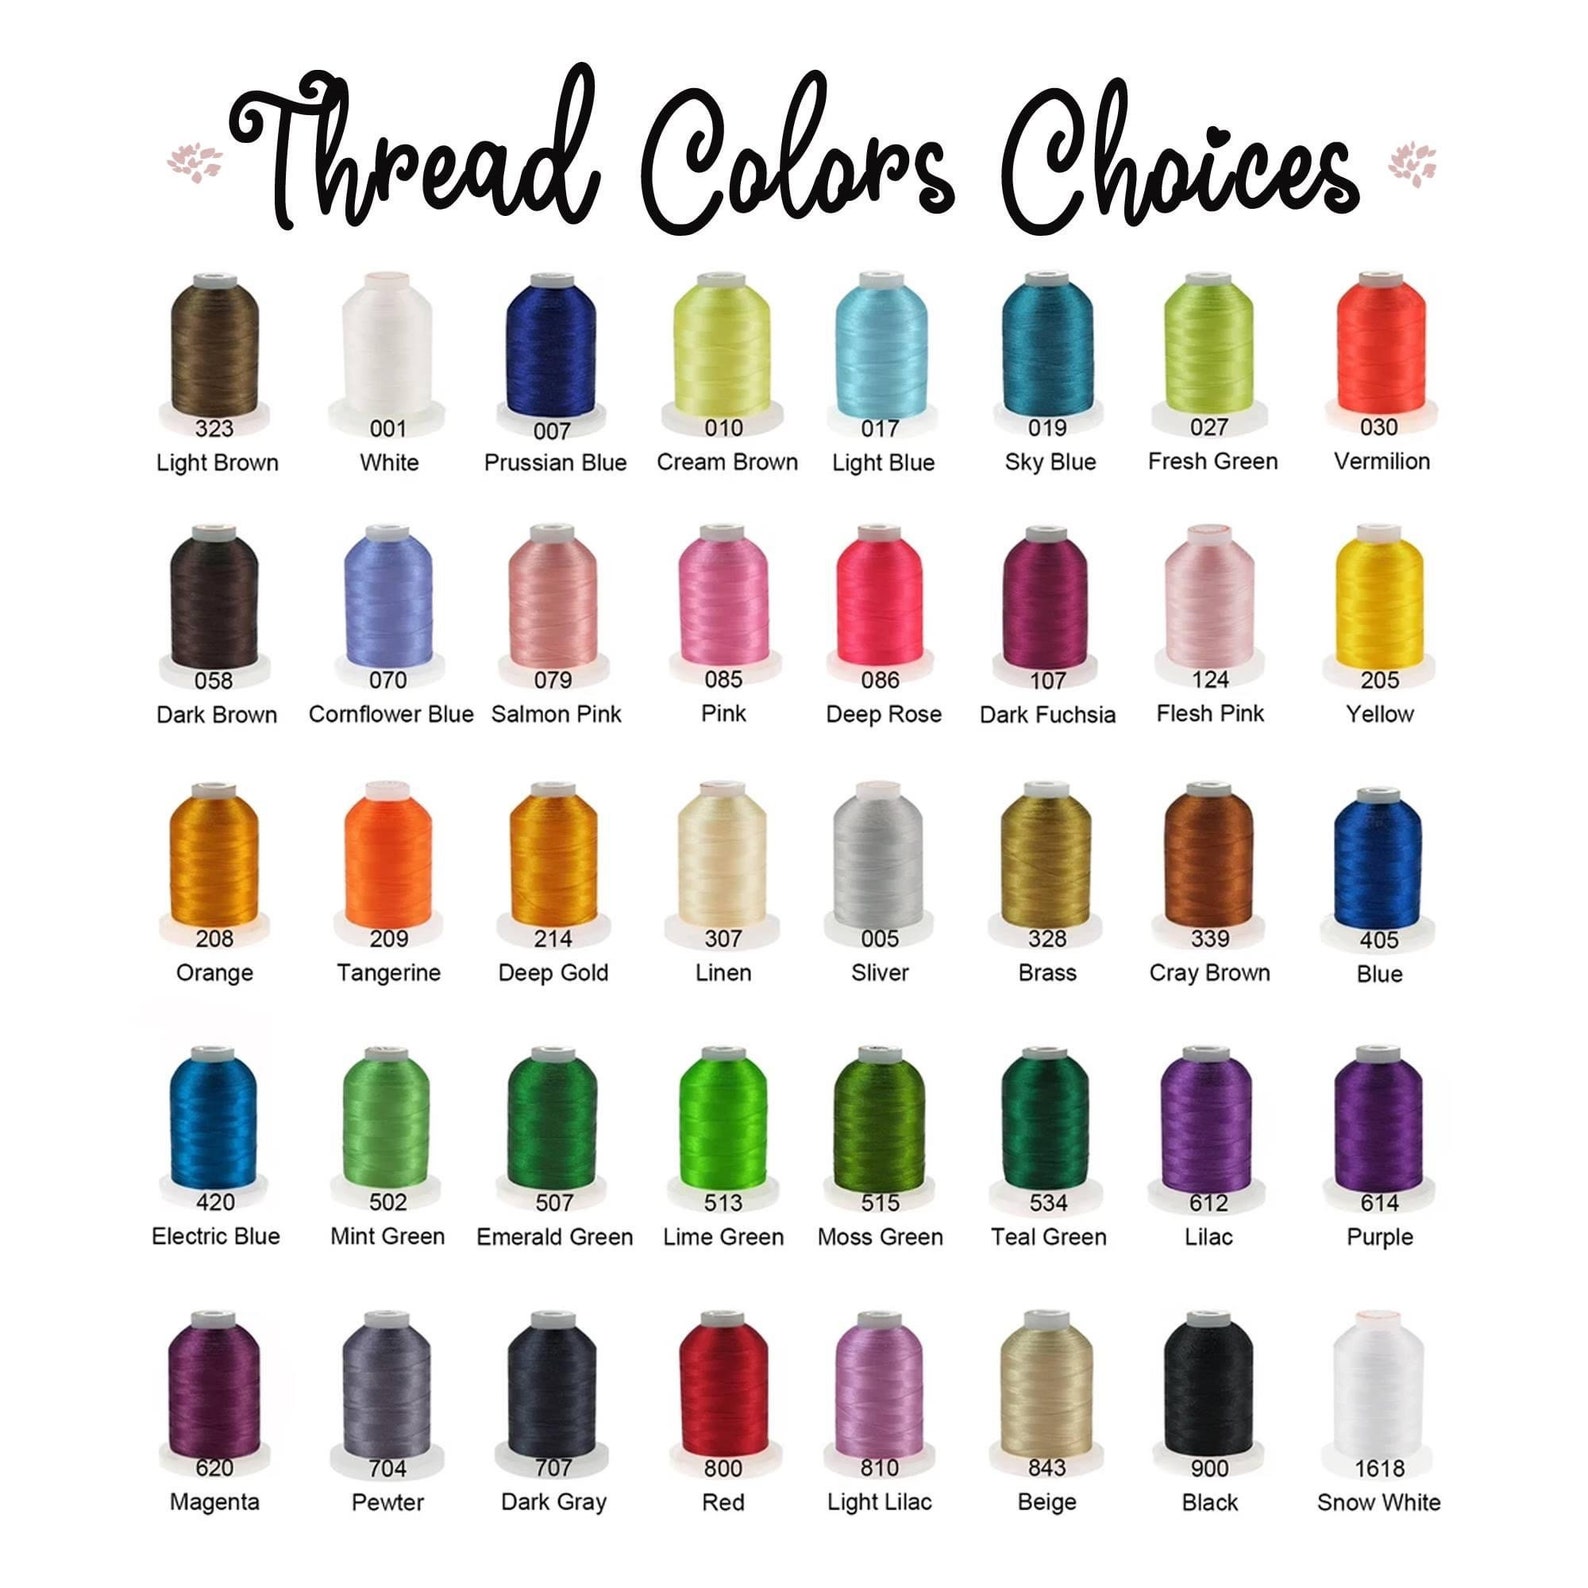 Thread Colors Choices
323 001 007 010 017 019 027 030
Light Brown White Prussian Blue Cream Brown Light Blue Sky Blue Fresh Green Vermilion
058 070 079 085 086 107 124 205
Dark Brown Cornflower Blue Salmon Pink Pink Deep Rose Dark Fuchsia Flesh Pink Yellow
208 209 214 307 005 328 339 405
Orange Tangerine Deep Gold Linen Sliver Brass Cray Brown Blue
420 502 507 513 515 534 612 614
Electric Blue Mint Green Emerald Green Lime Green Moss Green Teal Green Lilac Purple
620 704 707 800 810 843 900 1618
Magenta Pewter Dark Gray Red Light Lilac Beige Black Snow White